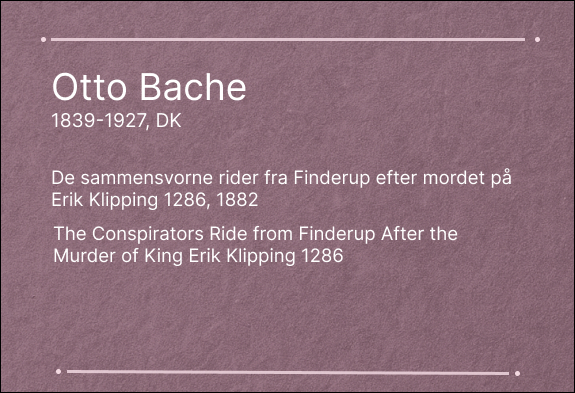 Otto Bache
1839-1927, DK
De sammensvorne rider fra Finderup efter mordet på
Erik Klipping 1286, 1882
The Conspirators Ride from Finderup After the
Murder of King Erik Klipping 1286